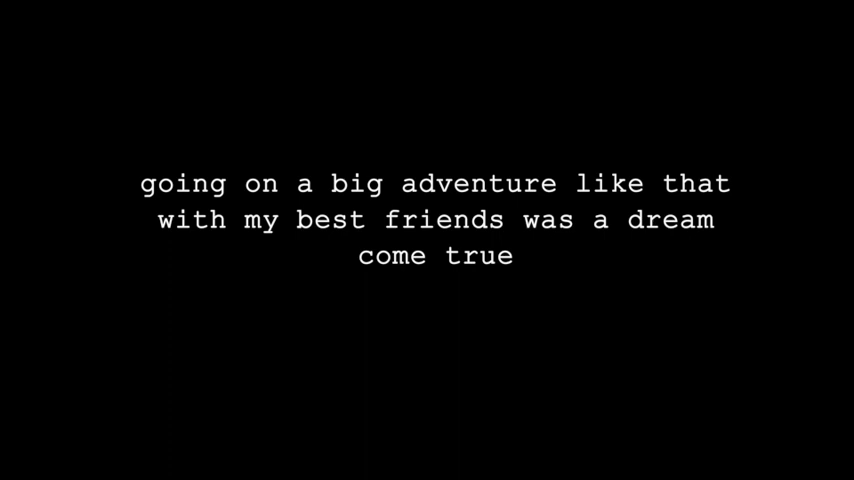 going on a big adventure like that
with my best friends was a dream
come true